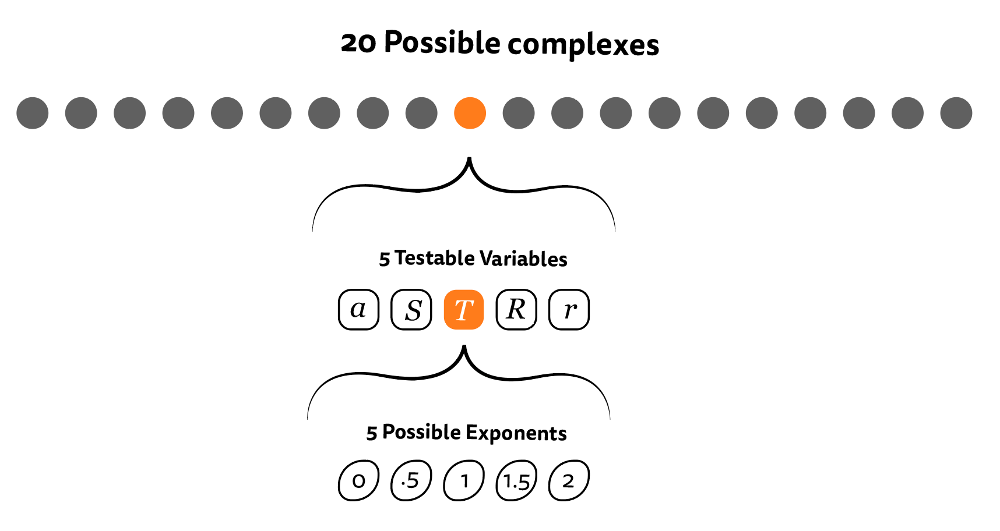 20 Possible complexes
5 Testable Variables
a S T R r
5 Possible Exponents
0 .5 1 1.5 2